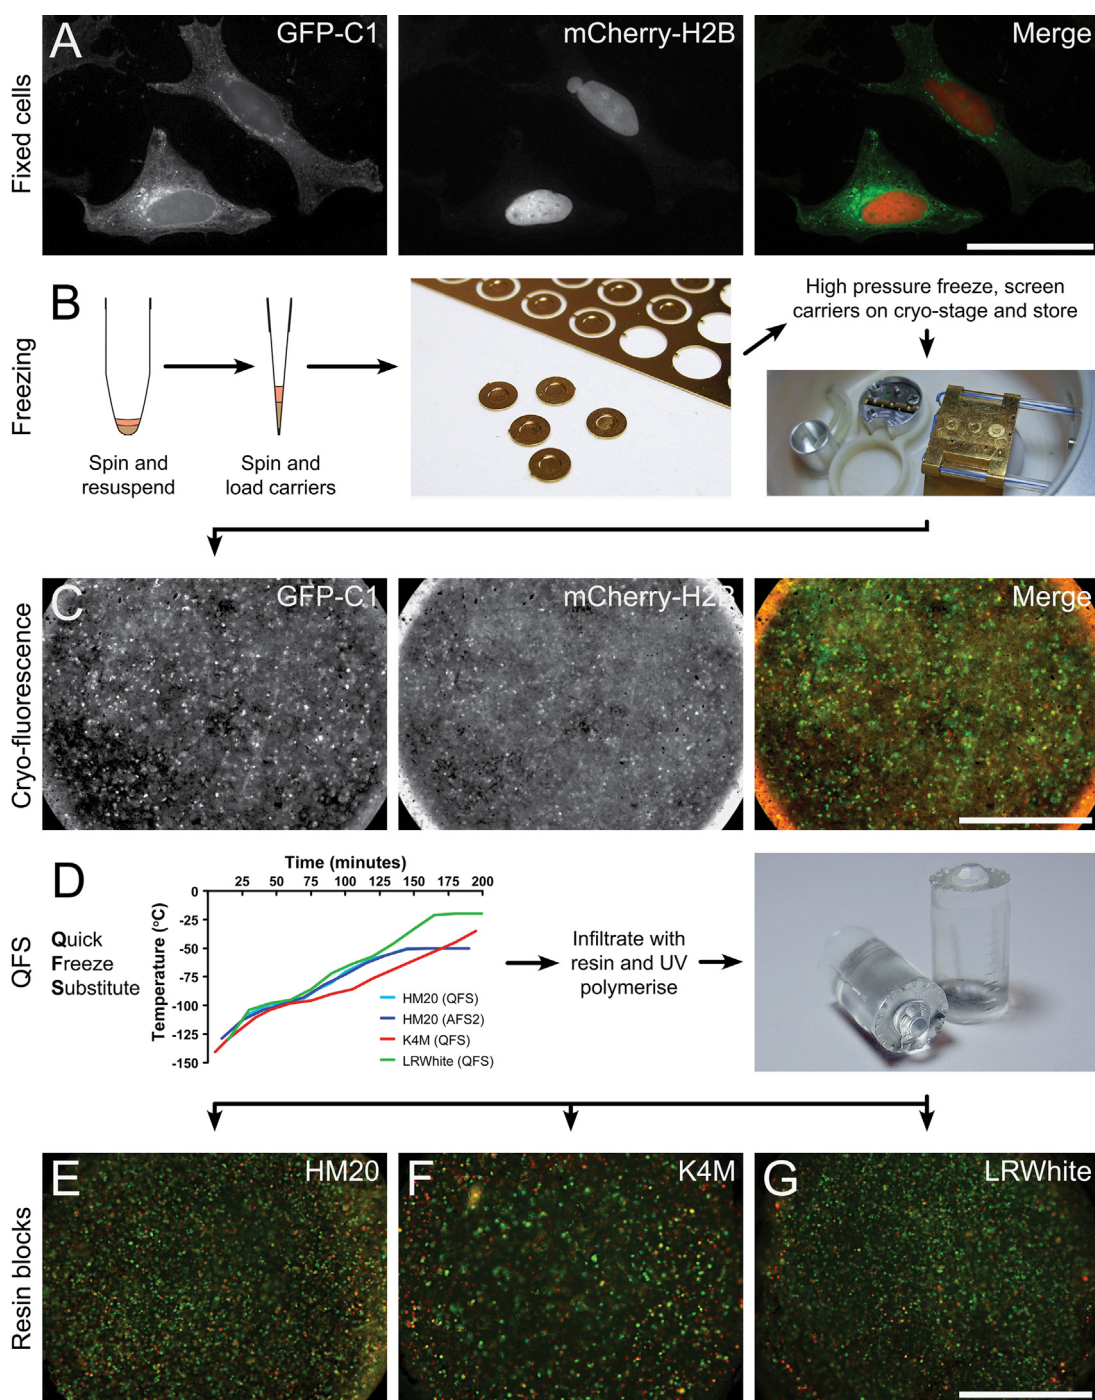 A
GFP-C1
mCherry-H2B
Merge
Fixed cells
B
Freezing
Spin and
resuspend
Spin and
load carriers
High pressure freeze, screen
carriers on cryo-stage and store
C
GFP-C1
mCherry-H2B
Merge
Cryo-fluorescence
D
QFS
Quick
Freeze
Substitute
Time (minutes)
25 50 75 100 125 150 175 200
Temperature (°C)
0
-25
-50
-75
-100
-125
-150
HM20 (QFS)
HM20 (AFS2)
K4M (QFS)
LRWhite (QFS)
Infiltrate with
resin and UV
polymerise
E
HM20
F
K4M
G
LRWhite
Resin blocks